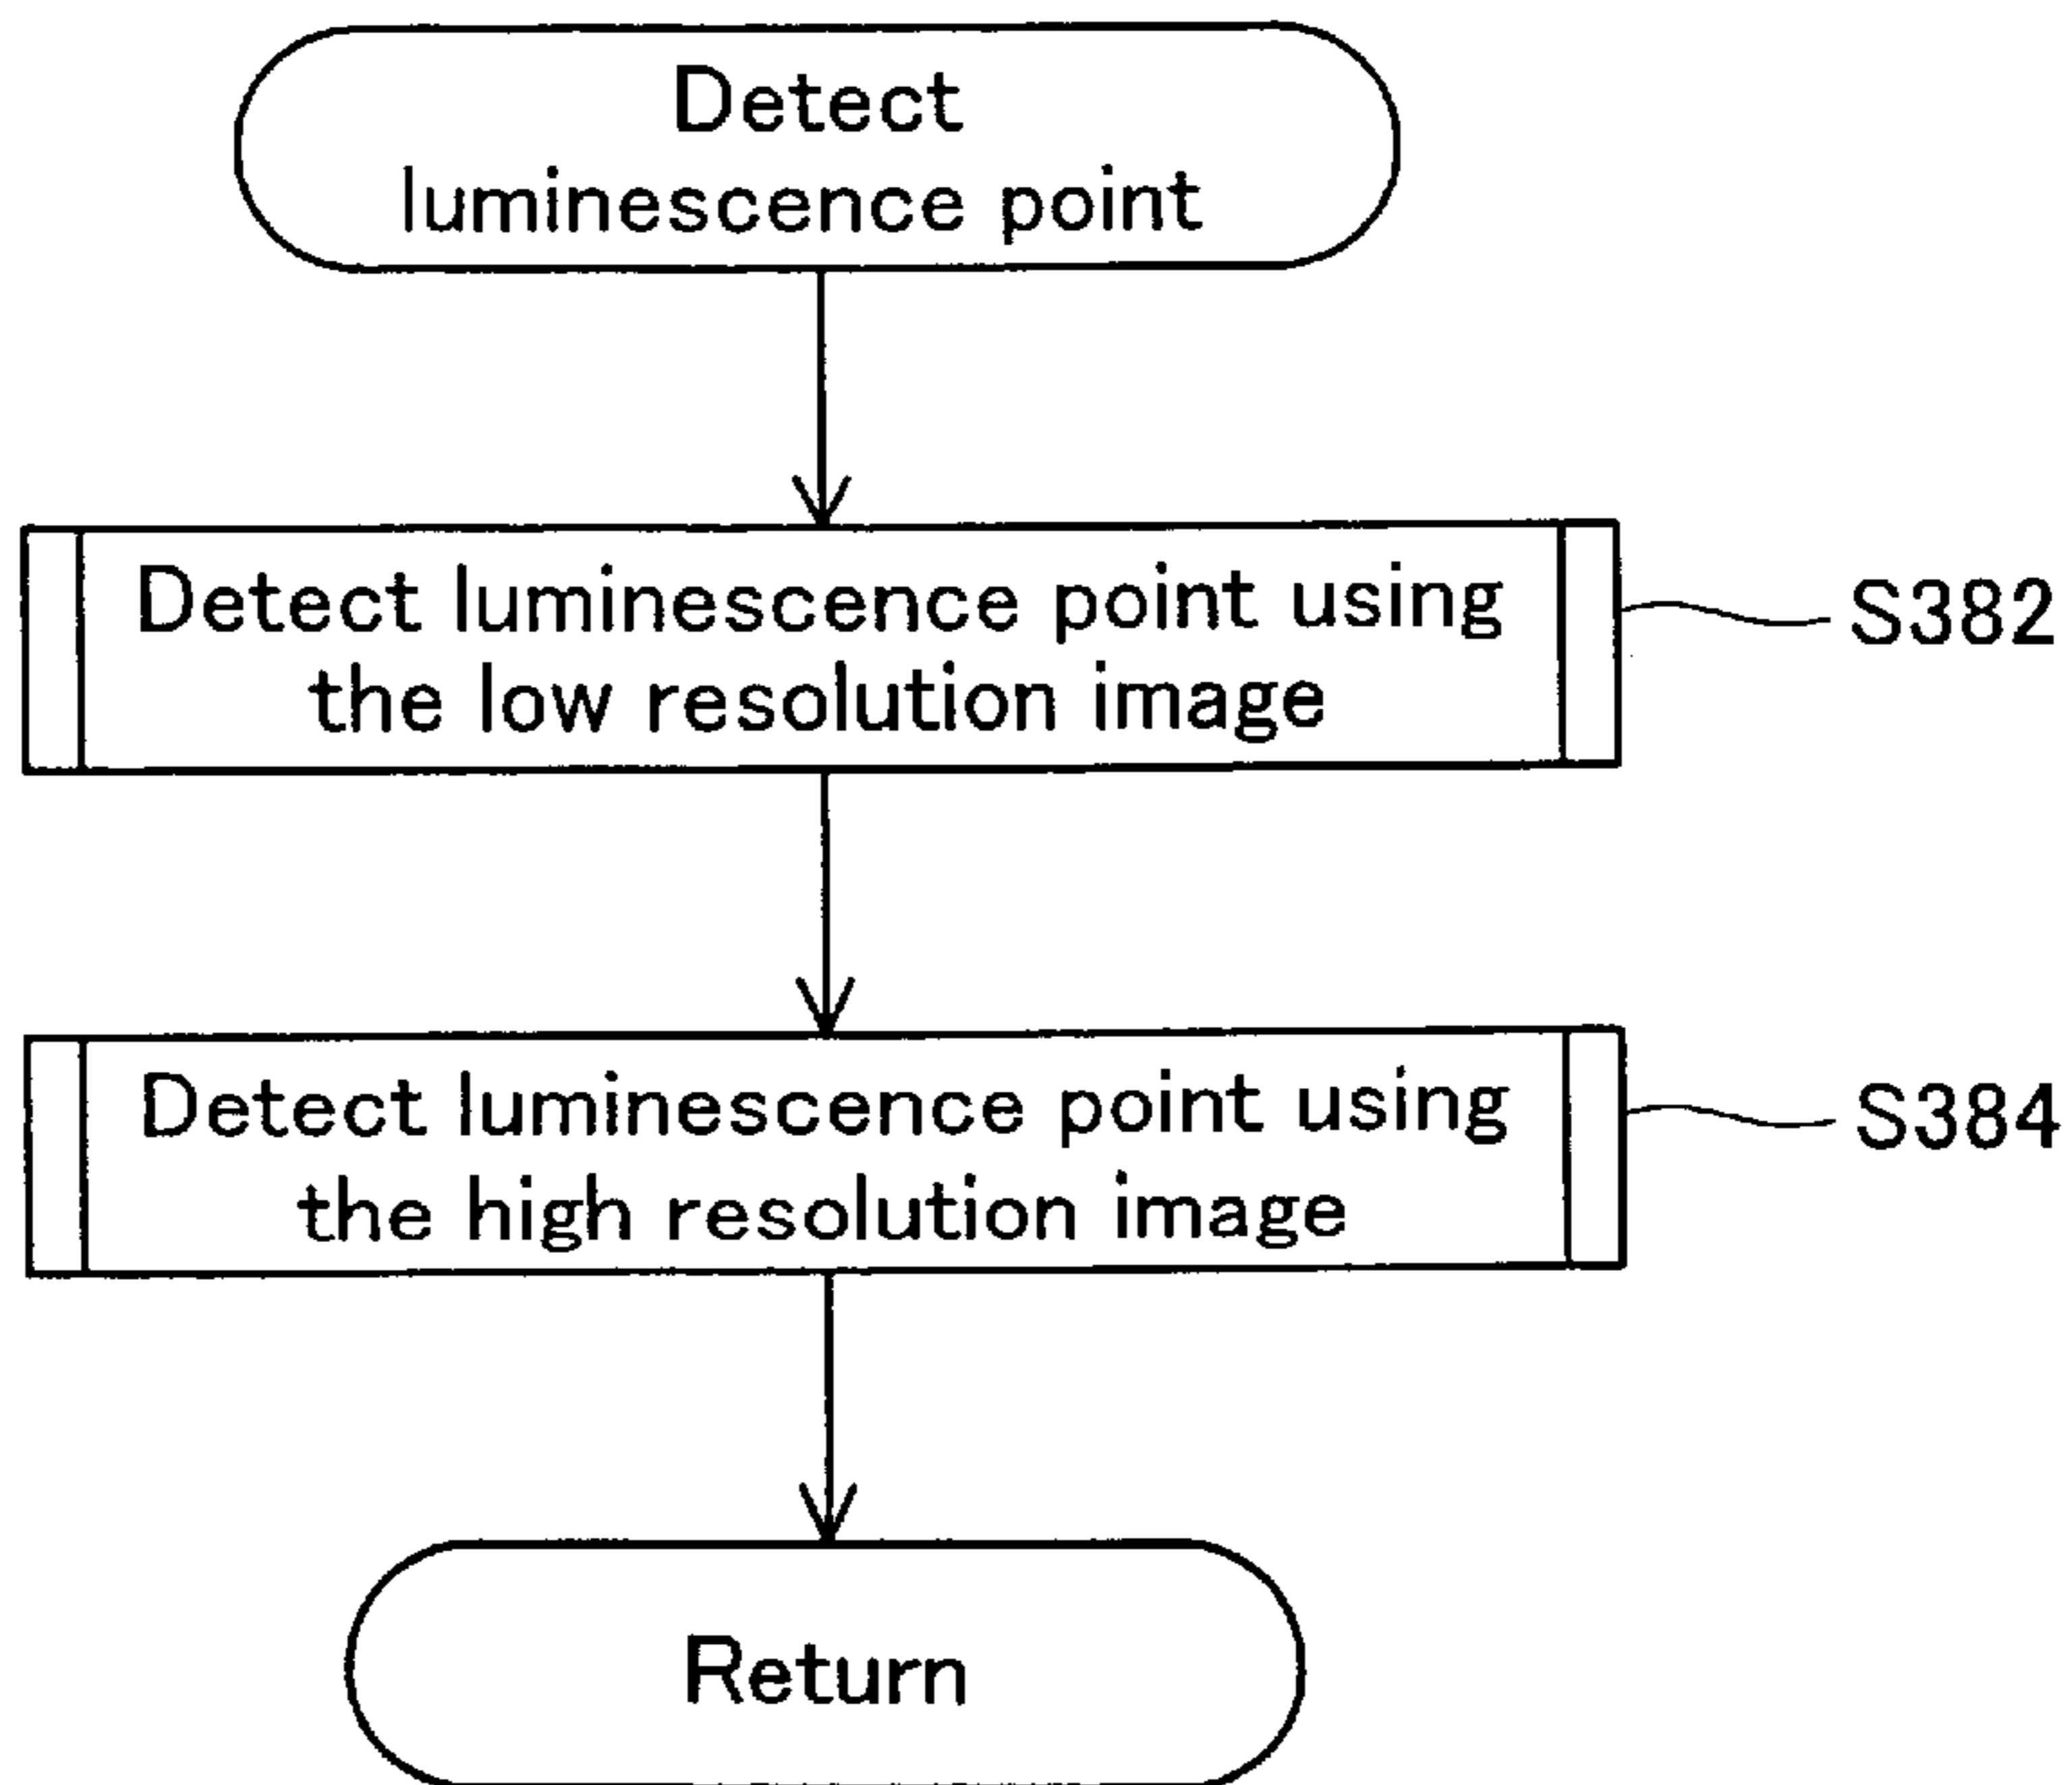 Detect
luminescence point
Detect luminescence point using
the low resolution image
S382
Detect luminescence point using
the high resolution image
S384
Return